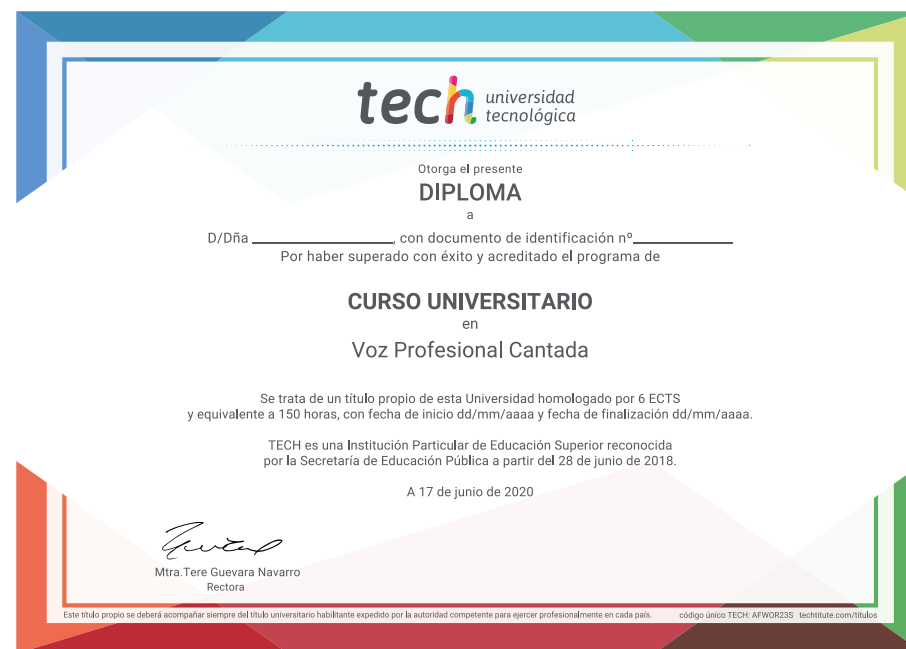 tech universidad
tecnológica
Otorga el presente
DIPLOMA
a
D/Dña ____________________, con documento de identificación nº______________
Por haber superado con éxito y acreditado el programa de
CURSO UNIVERSITARIO
en
Voz Profesional Cantada
Se trata de un título propio de esta Universidad homologado por 6 ECTS
y equivalente a 150 horas, con fecha de inicio dd/mm/aaaa y fecha de finalización dd/mm/aaaa.
TECH es una Institución Particular de Educación Superior reconocida
por la Secretaría de Educación Pública a partir del 28 de junio de 2018.
A 17 de junio de 2020
Mtra.Tere Guevara Navarro
Rectora
Este título propio se deberá acompañar siempre del título universitario habilitante expedido por la autoridad competente para ejercer profesionalmente en cada país. código único TECH: AFWOR23S techtitute.com/titulos